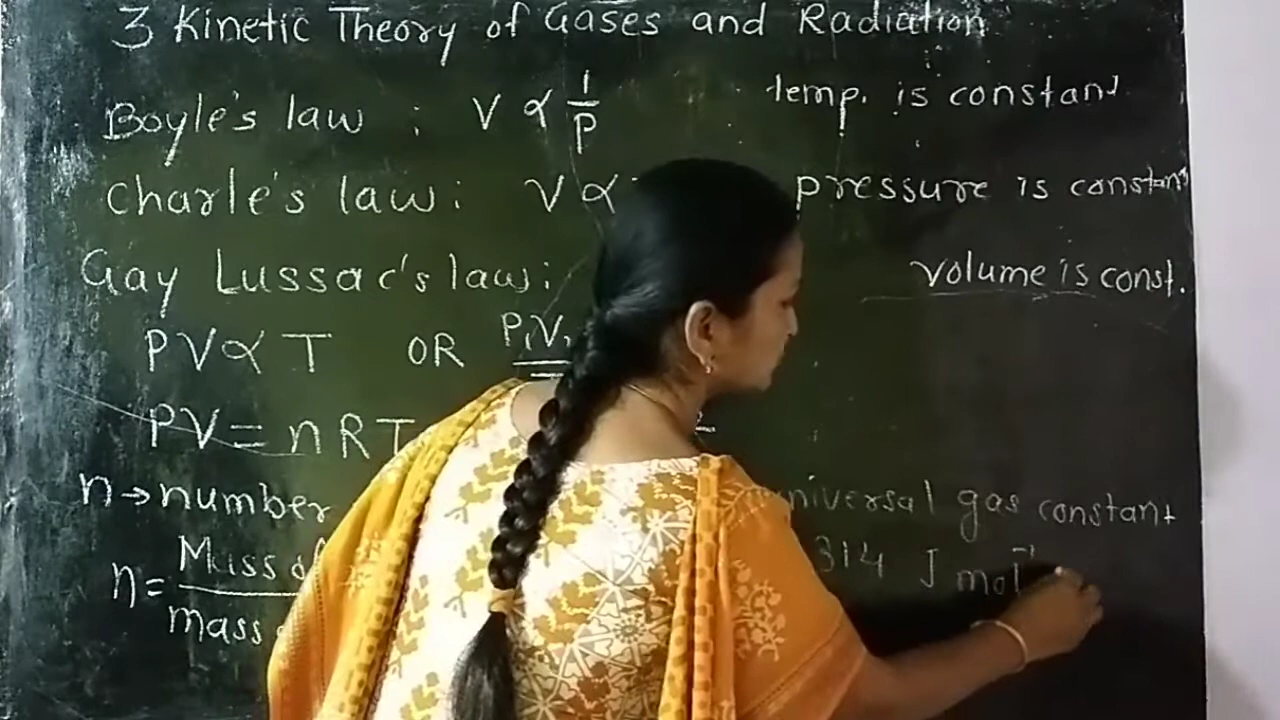 3 Kinetic Theory of Gases and Radiation
Boyle's law : V ∝ 1/P temp. is constant
Charle's law : V ∝ pressure is constant
Gay Lussac's law : volume is const.
PV ∝ T OR P₁V₁
PV = nRT
n → number universal gas constant
n = Mass of / mass 314 J mol⁻¹